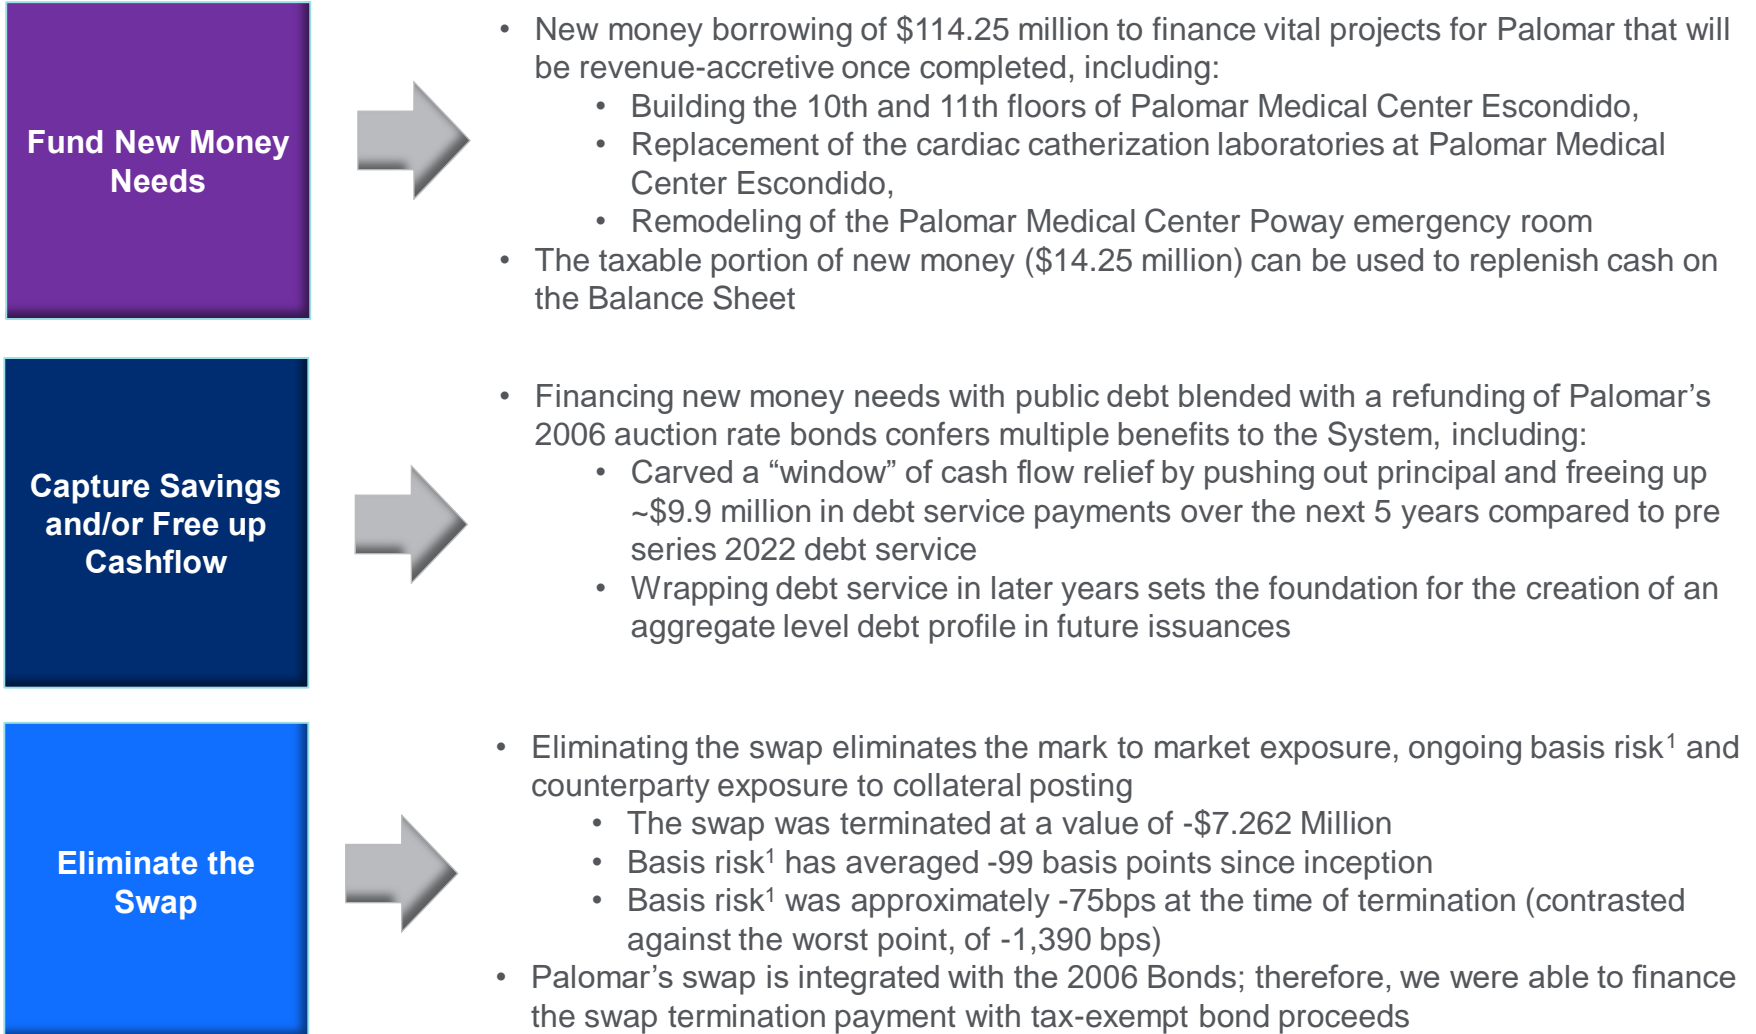 Fund New Money
Needs
• New money borrowing of $114.25 million to finance vital projects for Palomar that will
be revenue-accretive once completed, including:
• Building the 10th and 11th floors of Palomar Medical Center Escondido,
• Replacement of the cardiac catherization laboratories at Palomar Medical
Center Escondido,
• Remodeling of the Palomar Medical Center Poway emergency room
• The taxable portion of new money ($14.25 million) can be used to replenish cash on
the Balance Sheet
Capture Savings
and/or Free up
Cashflow
• Financing new money needs with public debt blended with a refunding of Palomar’s
2006 auction rate bonds confers multiple benefits to the System, including:
• Carved a “window” of cash flow relief by pushing out principal and freeing up
~$9.9 million in debt service payments over the next 5 years compared to pre
series 2022 debt service
• Wrapping debt service in later years sets the foundation for the creation of an
aggregate level debt profile in future issuances
Eliminate the
Swap
• Eliminating the swap eliminates the mark to market exposure, ongoing basis risk¹ and
counterparty exposure to collateral posting
• The swap was terminated at a value of -$7.262 Million
• Basis risk¹ has averaged -99 basis points since inception
• Basis risk¹ was approximately -75bps at the time of termination (contrasted
against the worst point, of -1,390 bps)
• Palomar’s swap is integrated with the 2006 Bonds; therefore, we were able to finance
the swap termination payment with tax-exempt bond proceeds